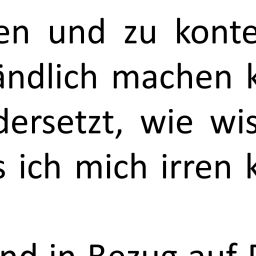 en und zu konte
ändlich machen k
dersetzt, wie wis
s ich mich irren k
nd in Bezug auf